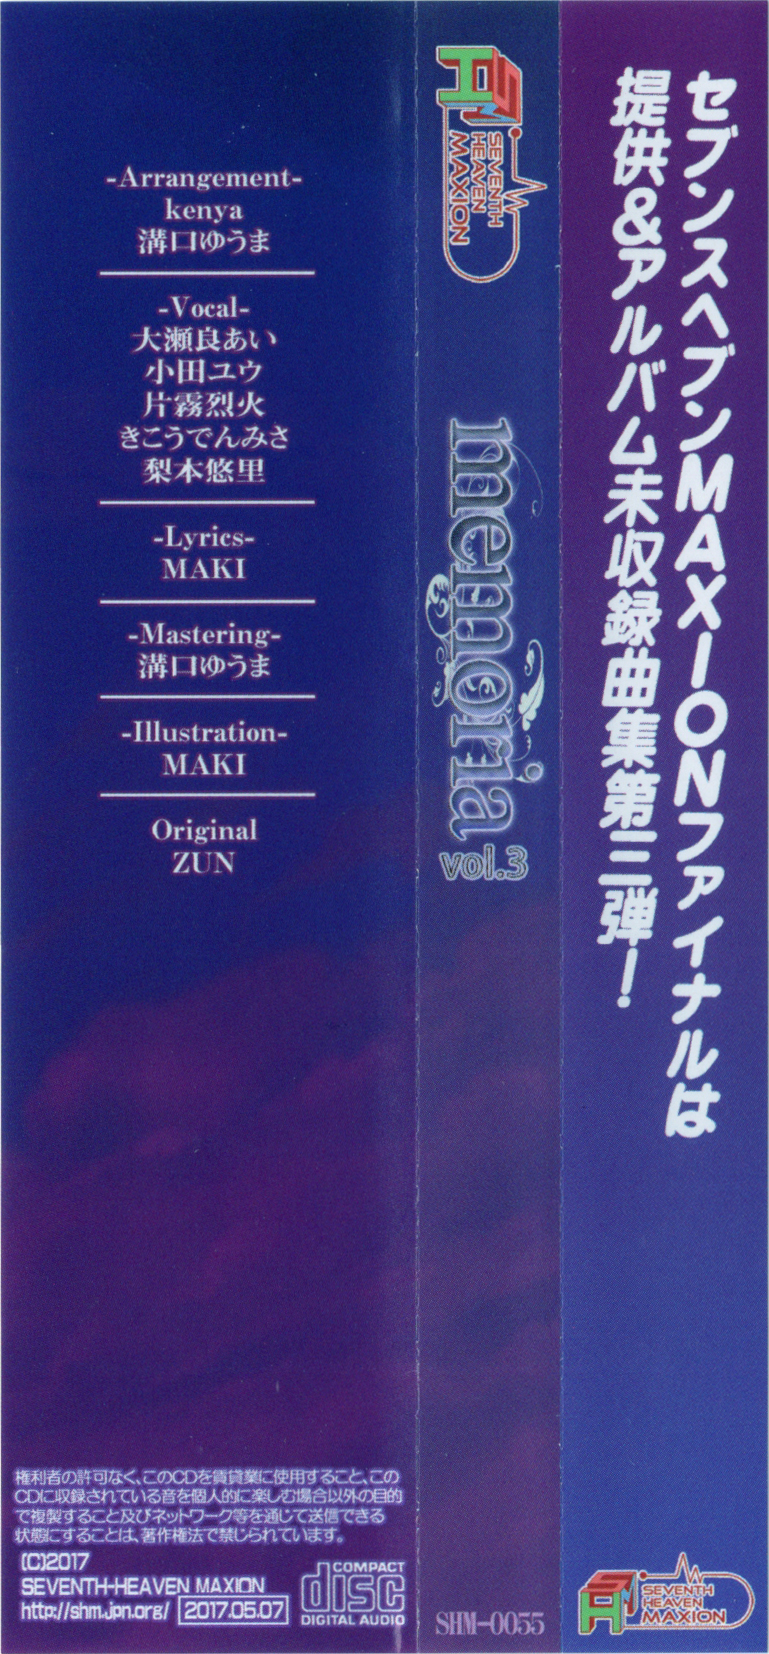 -Arrangement-
kenya
溝口ゆうま
-Vocal-
大瀬良あい
小田ユウ
片霧烈火
きこうでんみさ
梨本悠里
-Lyrics-
MAKI
-Mastering-
溝口ゆうま
-Illustration-
MAKI
Original
ZUN
権利者の許可なく、このCDを賃貸業に使用すること、この
CDに収録されている音を個人的に楽しむ場合以外の目的
で複製すること及びネットワーク等を通じて送信できる
状態にすることは、著作権法で禁じられています。
(C)2017
SEVENTH-HEAVEN MAXION
http://shm.jpn.org/ 2017.05.07
COMPACT
disc
DIGITAL AUDIO
SHM
SEVENTH
HEAVEN
MAXION
memoria
vol.3
SHM-0055
セブンスヘブンMAXIONファイナルは
提供&アルバム未収録曲集第三弾!
SHM
SEVENTH
HEAVEN
MAXION